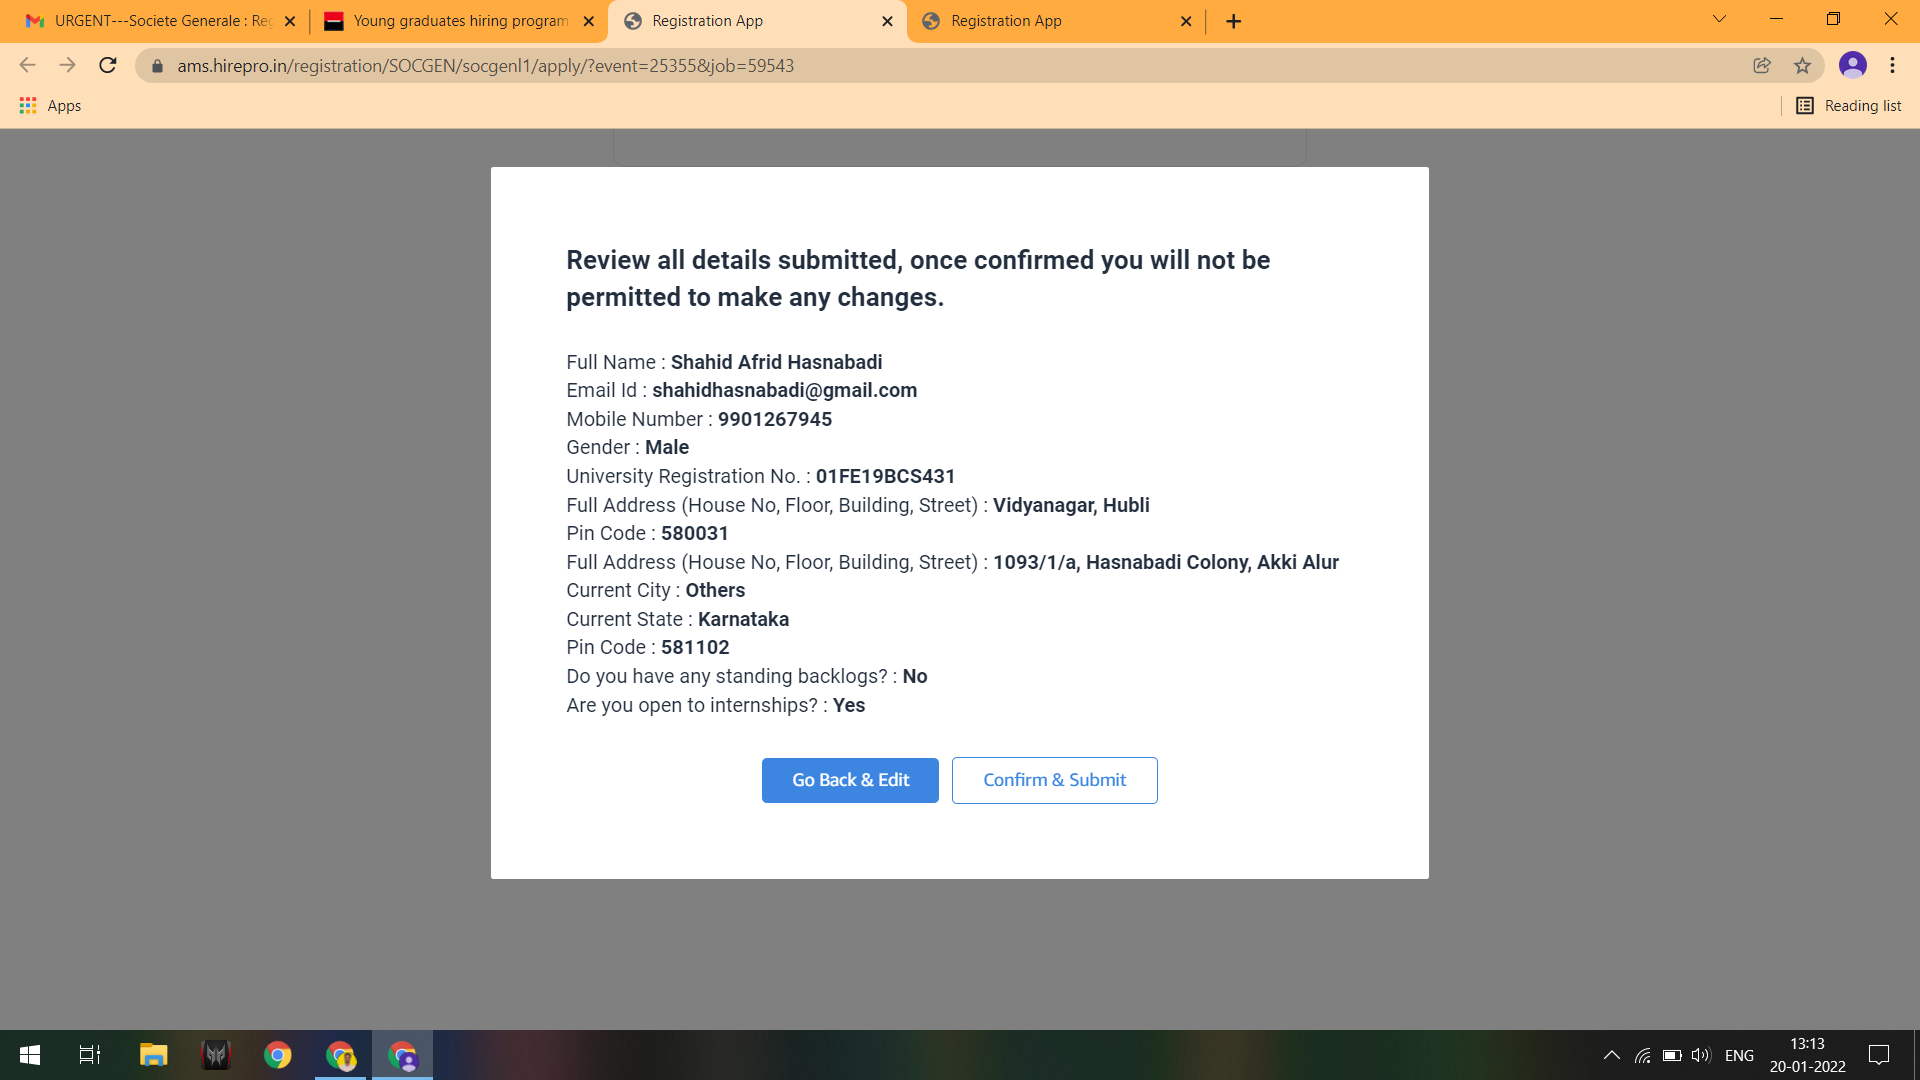 URGENT---Societe Generale : Reg
Young graduates hiring program
Registration App
Registration App
ams.hirepro.in/registration/SOCGEN/socgenl1/apply/?event=25355&job=59543
Apps
Reading list
Review all details submitted, once confirmed you will not be
permitted to make any changes.
Full Name : Shahid Afrid Hasnabadi
Email Id : shahidhasnabadi@gmail.com
Mobile Number : 9901267945
Gender : Male
University Registration No. : 01FE19BCS431
Full Address (House No, Floor, Building, Street) : Vidyanagar, Hubli
Pin Code : 580031
Full Address (House No, Floor, Building, Street) : 1093/1/a, Hasnabadi Colony, Akki Alur
Current City : Others
Current State : Karnataka
Pin Code : 581102
Do you have any standing backlogs? : No
Are you open to internships? : Yes
Go Back & Edit
Confirm & Submit
ENG
13:13
20-01-2022